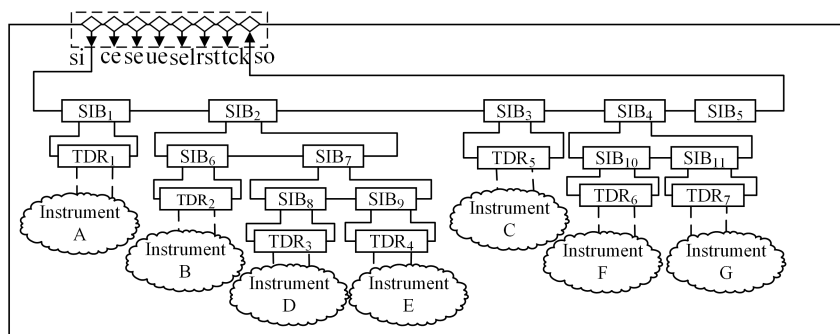 si ce se ue sel rst tck so
SIB1 SIB2 SIB3 SIB4 SIB5
TDR1 SIB6 SIB7 TDR5 SIB10 SIB11
TDR2 SIB8 SIB9 TDR6 TDR7
Instrument A
Instrument B
TDR3 TDR4
Instrument C
Instrument D
Instrument E
Instrument F
Instrument G